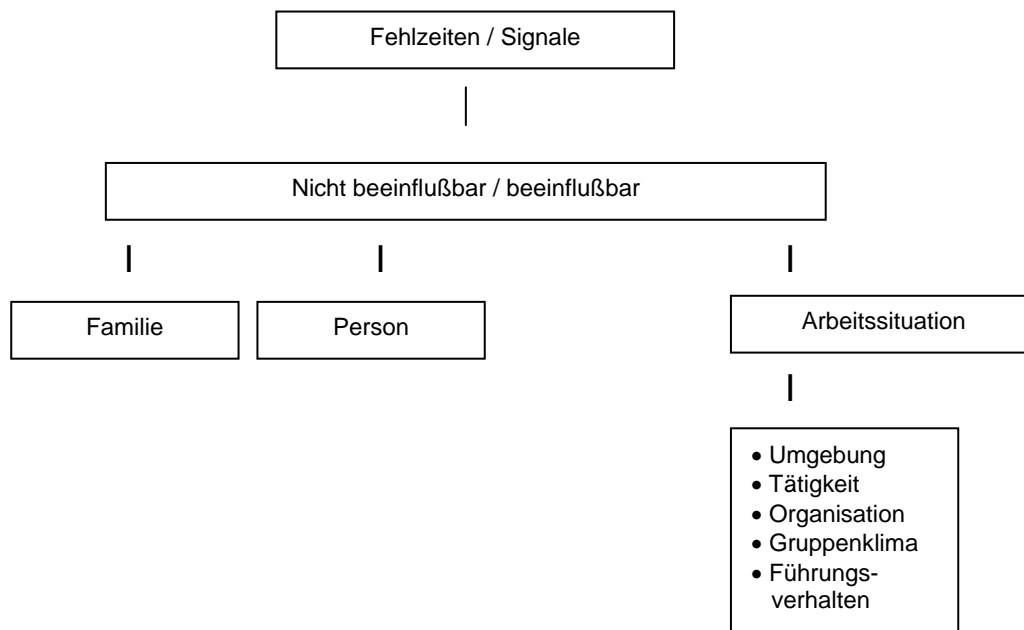 Fehlzeiten / Signale
Nicht beeinflußbar / beeinflußbar
Familie
Person
Arbeitssituation
• Umgebung
• Tätigkeit
• Organisation
• Gruppenklima
• Führungs-
verhalten